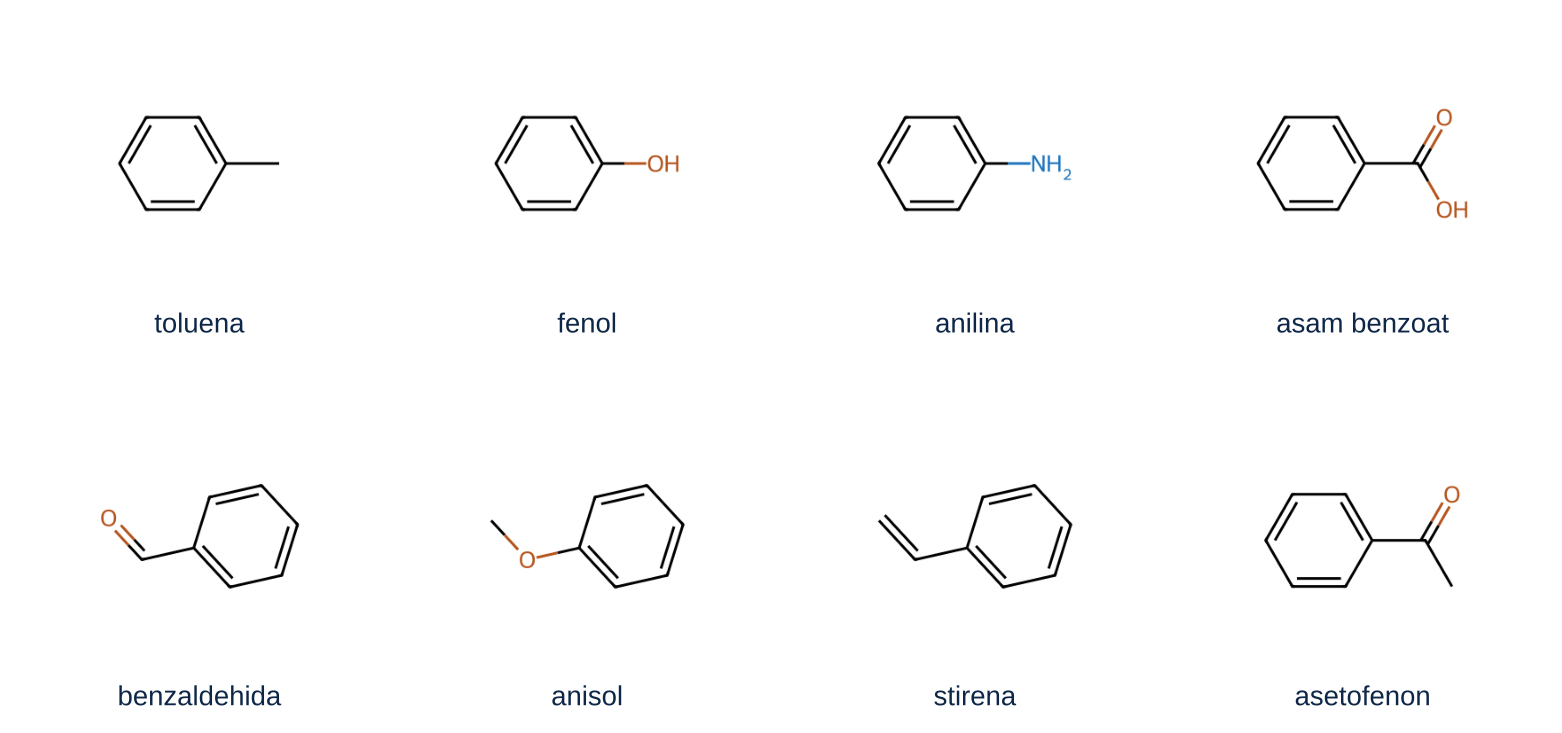 OH
NH2
O
OH
toluena
fenol
anilina
asam benzoat
O
O
O
benzaldehida
anisol
stirena
asetofenon